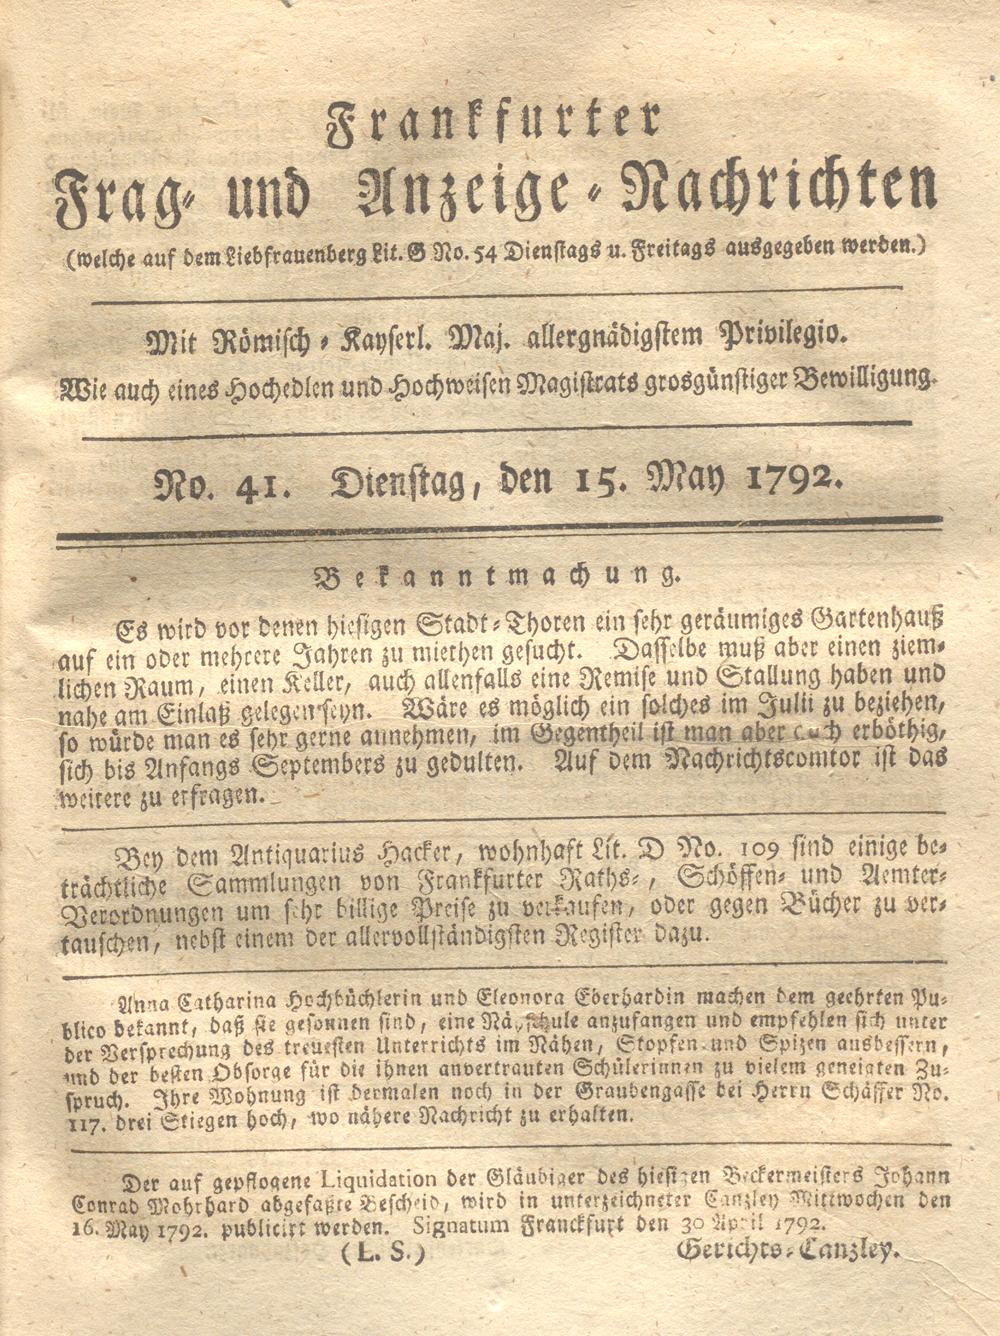 Frankfurter
Frag- und Anzeige-Nachrichten
(welche auf dem Liebfrauenberg Lit. G No. 54 Dienstags u. Freitags ausgegeben werden.)
Mit Römisch-Kayserl. Maj. allergnädigstem Privilegio.
Wie auch eines Hochedlen und Hochweisen Magistrats grosgünstiger Bewilligung.
No. 41. Dienstag, den 15. May 1792.
Bekanntmachung.
Es wird vor denen hiesigen Stadt-Thoren ein sehr geräumiges Gartenhauß
auf ein oder mehrere Jahren zu miethen gesucht. Dasselbe muß aber einen ziem-
lichen Raum, einen Keller, auch allenfalls eine Remise und Stallung haben und
nahe am Einlaß gelegen seyn. Wäre es möglich ein solches im Julii zu beziehen,
so würde man es sehr gerne annehmen, im Gegentheil ist man aber auch erböthig,
sich bis Anfangs Septembers zu gedulten. Auf dem Nachrichtscomtor ist das
weitere zu erfragen.
Bey dem Antiquarius Hacker, wohnhaft Lit. D No. 109 sind einige be-
trächtliche Sammlungen von Frankfurter Raths-, Schöffen- und Aemter-
Verordnungen um sehr billige Preise zu verkaufen, oder gegen Bücher zu ver-
tauschen, nebst einem der allervollständigsten Register dazu.
Anna Catharina Hochbüchlerin und Eleonora Eberhardin machen dem geehrten Pu-
blico bekannt, daß sie gesonnen sind, eine Näheschule anzufangen und empfehlen sich unter
der Versprechung des treuesten Unterrichts im Nähen, Stopfen und Spizen ausbessern,
und der besten Obsorge für die ihnen anvertrauten Schülerinnen zu vielem geneigten Zu-
spruch. Ihre Wohnung ist dermalen noch in der Graubengasse bei Herrn Schäffer No.
117. drei Stiegen hoch, wo nähere Nachricht zu erhalten.
Der auf gepflogene Liquidation der Gläubiger des hiesigen Beckermeisters Johann
Conrad Mohrhard abgefaßte Bescheid, wird in unterzeichneter Canzley Mittwochen den
16. May 1792. publicirt werden. Signatum Franckfurt den 30 April 1792.
(L. S.) Gerichts-Canzley.